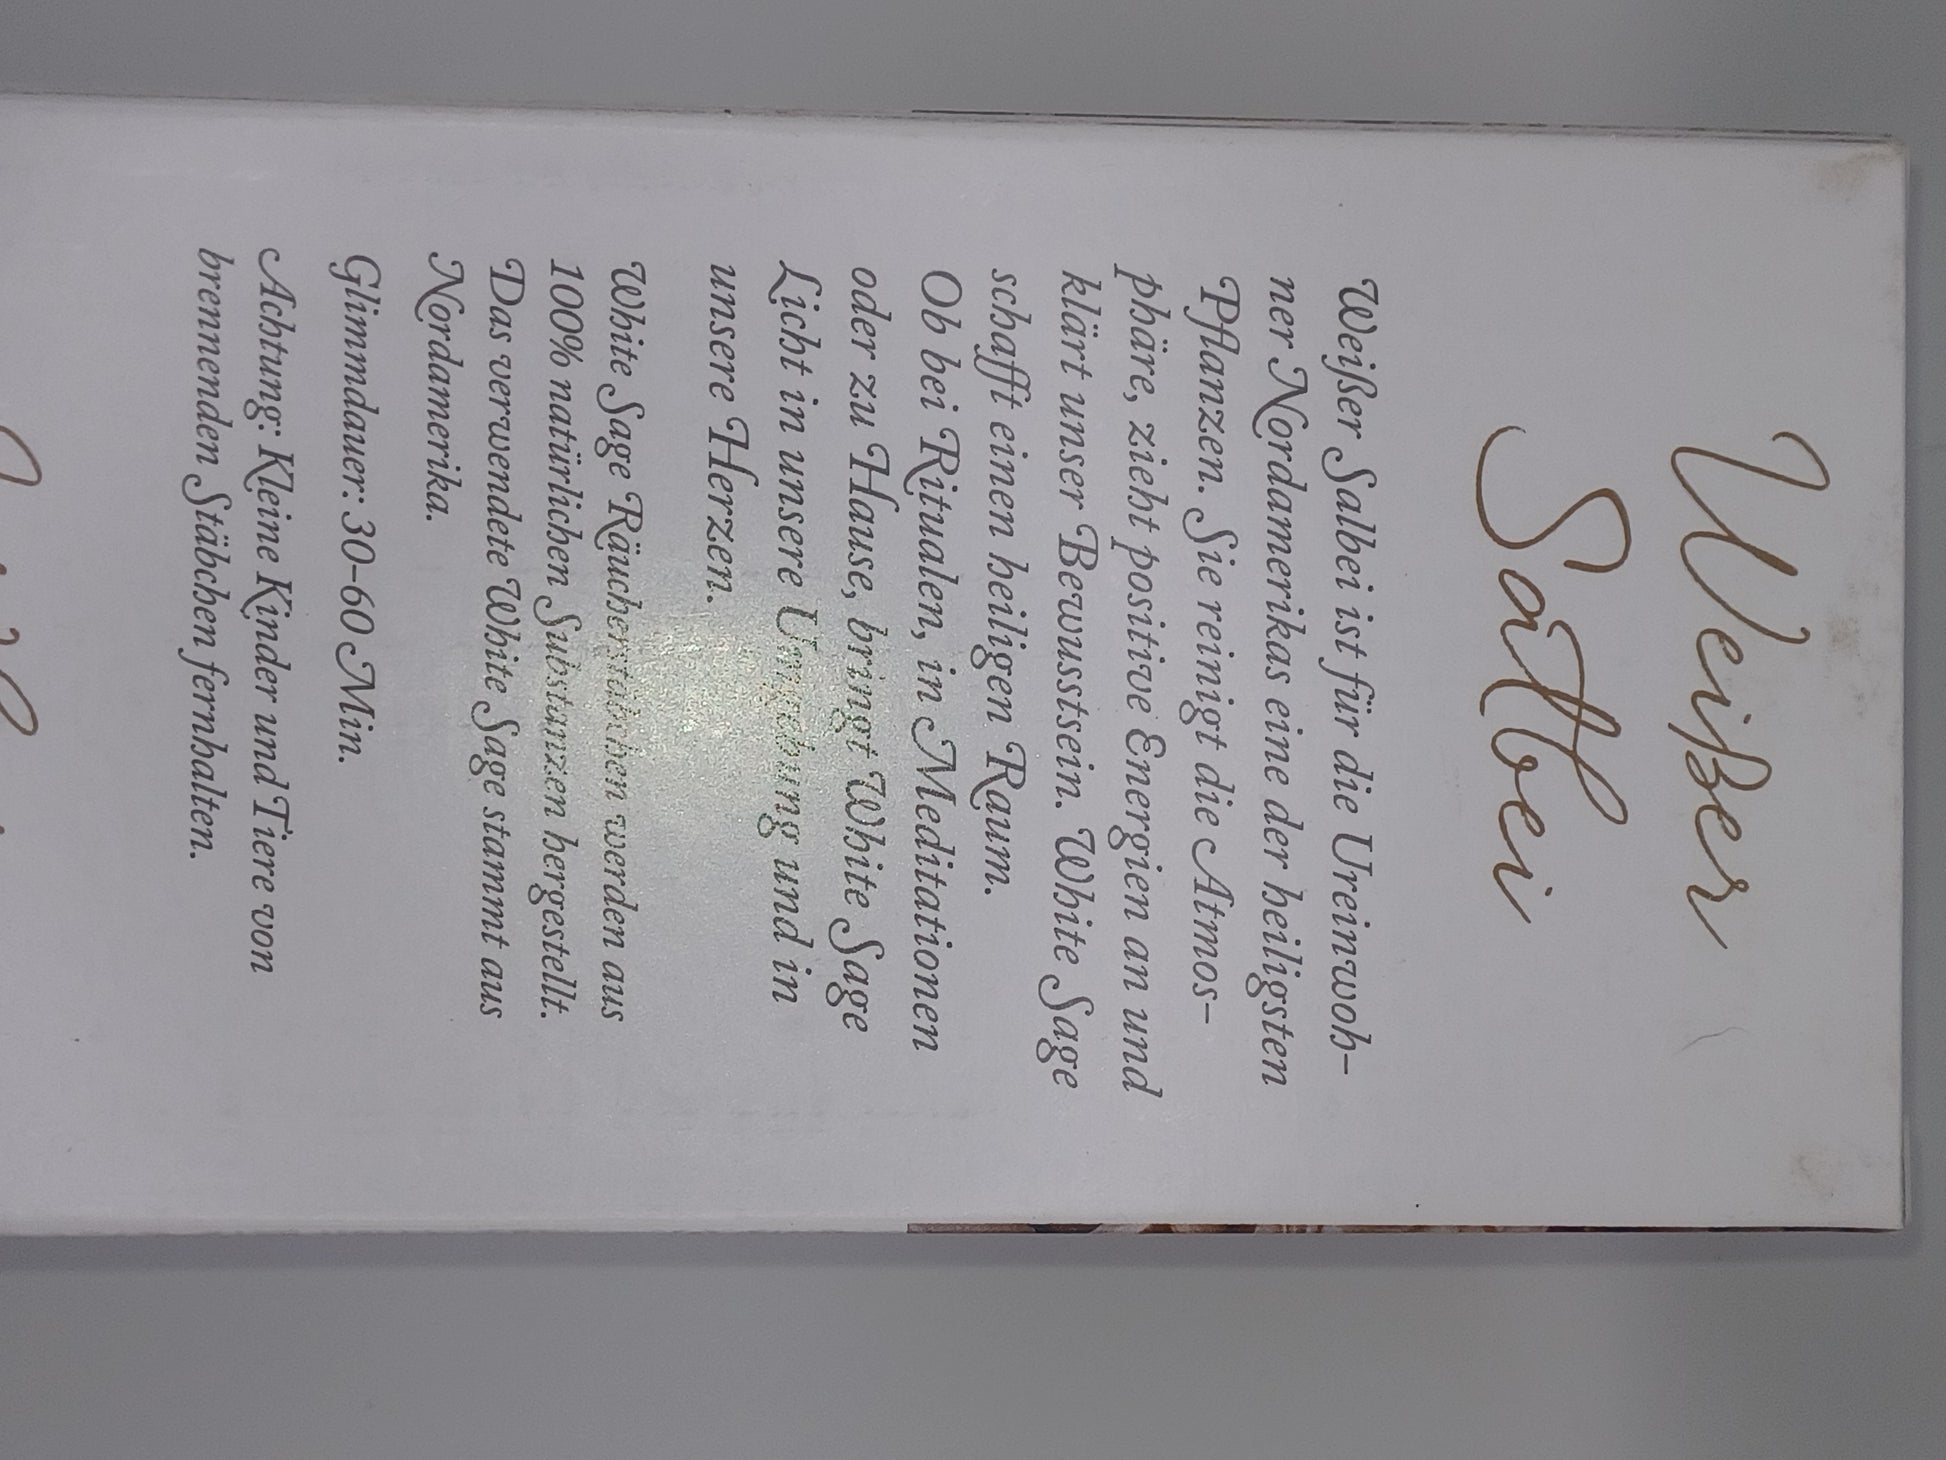 Weißer
Salbei
Weißer Salbei ist für die Ureinwoh-
ner Nordamerikas eine der heiligsten
Pflanzen. Sie reinigt die Atmos-
phäre, zieht positive Energien an und
klärt unser Bewusstsein. White Sage
schafft einen heiligen Raum.
Ob bei Ritualen, in Meditationen
oder zu Hause, bringt White Sage
Licht in unsere Umgebung und in
unsere Herzen.
White Sage Räucherstäbchen werden aus
100% natürlichen Substanzen hergestellt.
Das verwendete White Sage stammt aus
Nordamerika.
Glimmdauer: 30-60 Min.
Achtung: Kleine Kinder und Tiere von
brennenden Stäbchen fernhalten.